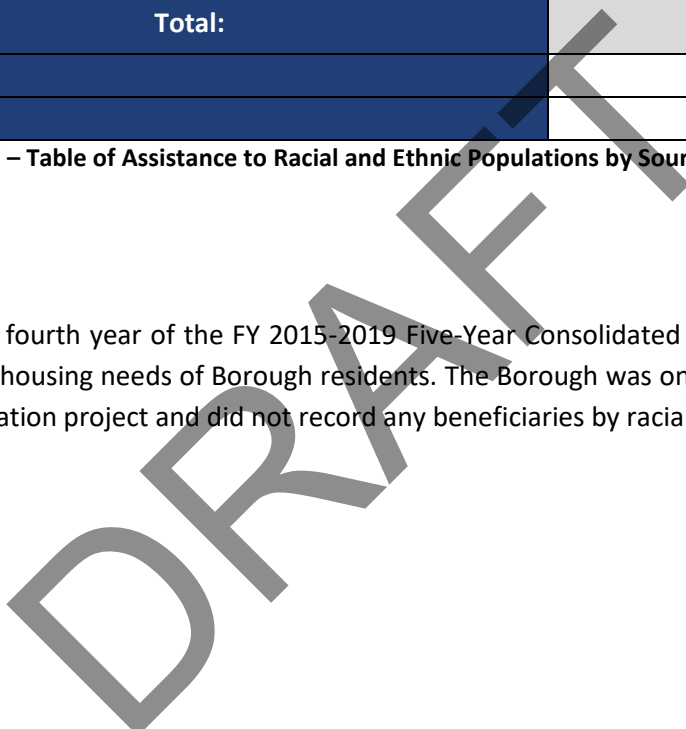 Total:
– Table of Assistance to Racial and Ethnic Populations by Sour
fourth year of the FY 2015-2019 Five-Year Consolidated
housing needs of Borough residents. The Borough was on
ation project and did not record any beneficiaries by racia
DRAFT